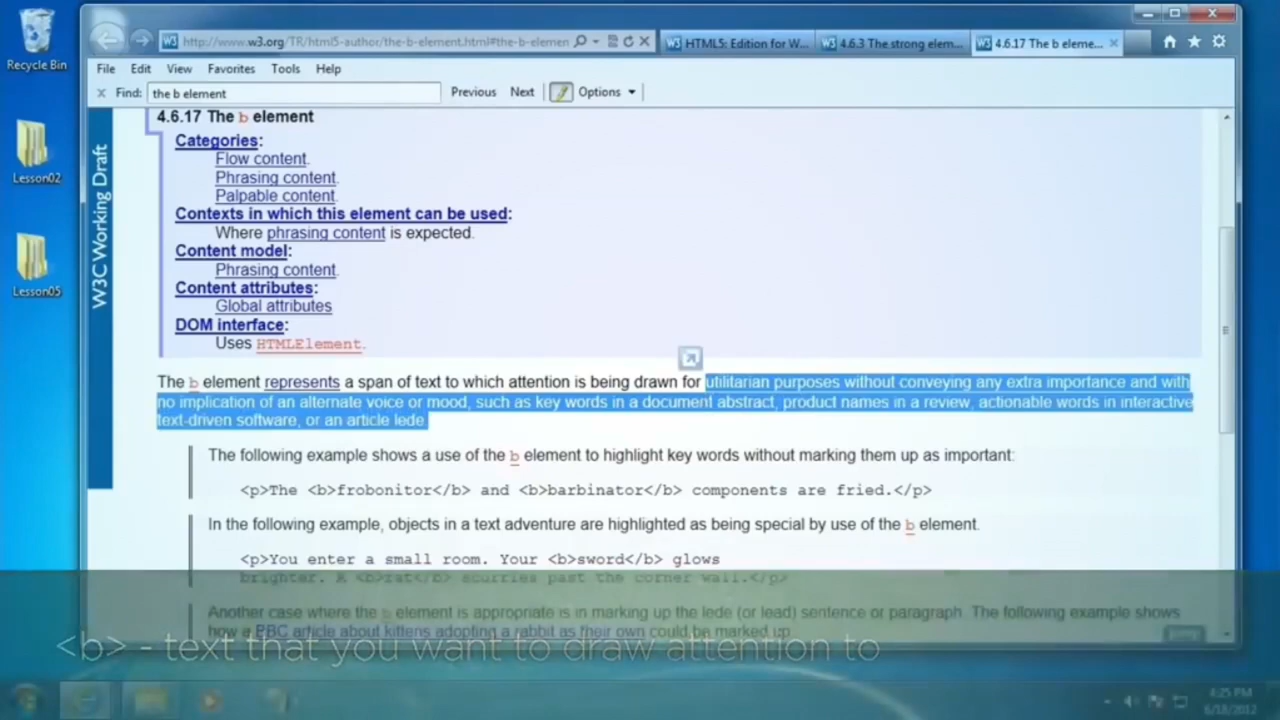 Recycle Bin
Lesson02
Lesson05
http://www.w3.org/TR/html5-author/the-b-element.html#the-b-elemen
HTML5: Edition for W...
4.6.3 The strong elem...
4.6.17 The b eleme...
File Edit View Favorites Tools Help
Find: the b element Previous Next Options
W3C Working Draft
4.6.17 The b element
Categories:
Flow content.
Phrasing content.
Palpable content.
Contexts in which this element can be used:
Where phrasing content is expected.
Content model:
Phrasing content.
Content attributes:
Global attributes
DOM interface:
Uses HTMLElement.
The b element represents a span of text to which attention is being drawn for utilitarian purposes without conveying any extra importance and with
no implication of an alternate voice or mood, such as key words in a document abstract, product names in a review, actionable words in interactive
text-driven software, or an article lede.
The following example shows a use of the b element to highlight key words without marking them up as important:
<p>The <b>frobonitor</b> and <b>barbinator</b> components are fried.</p>
In the following example, objects in a text adventure are highlighted as being special by use of the b element.
<p>You enter a small room. Your <b>sword</b> glows
brighter. A <b>rat</b> scurries past the corner wall.</p>
Another case where the b element is appropriate is in marking up the lede (or lead) sentence or paragraph. The following example shows
how a BBC article about kittens adopting a rabbit as their own could be marked up
<b> - text that you want to draw attention to
4:25 PM
6/18/2012